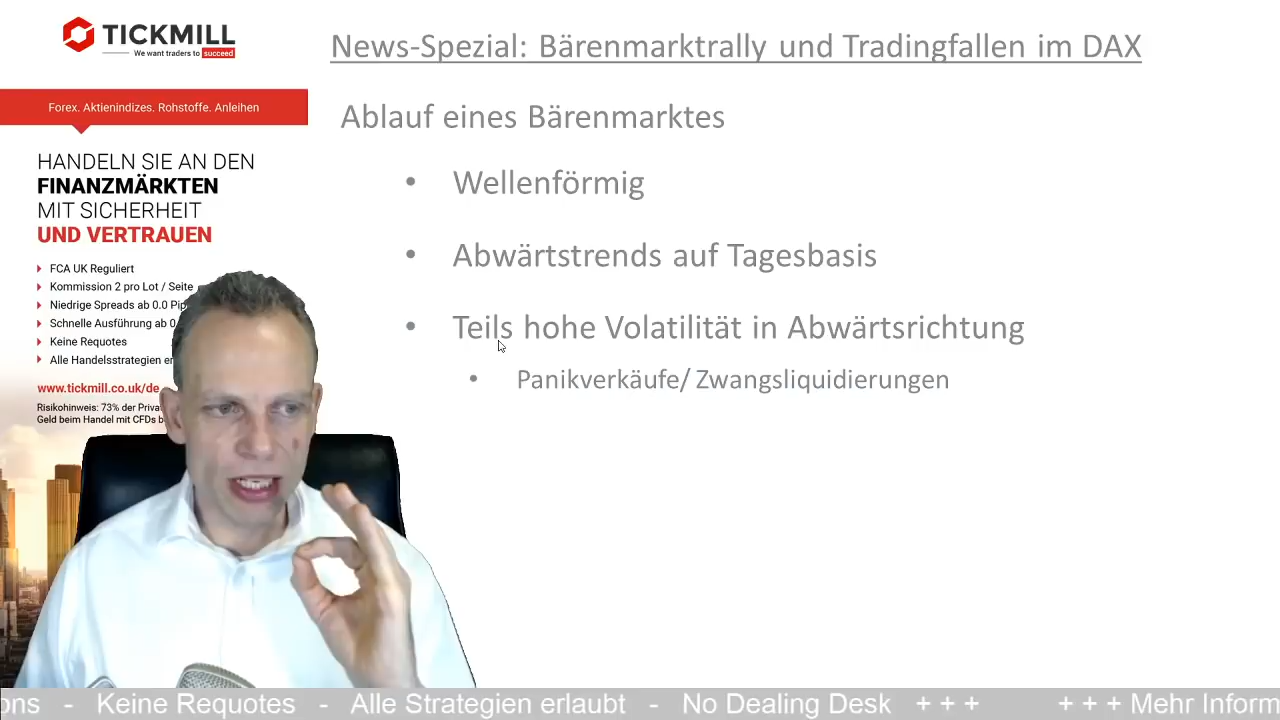 TICKMILL
We want traders to succeed
News-Spezial: Bärenmarktrally und Tradingfallen im DAX
Forex. Aktienindizes. Rohstoffe. Anleihen
HANDELN SIE AN DEN
FINANZMÄRKTEN
MIT SICHERHEIT
UND VERTRAUEN
FCA UK Reguliert
Kommission 2 pro Lot / Seite
Niedrige Spreads ab 0.0
Schnelle Ausführung ab
Keine Requotes
Alle Handelsstrategien
www.tickmill.co.uk/de
Risikohinweis: 73% der
Geld beim Handel mit CFDs
Ablauf eines Bärenmarktes
• Wellenförmig
• Abwärtstrends auf Tagesbasis
• Teils hohe Volatilität in Abwärtsrichtung
• Panikverkäufe/ Zwangsliquidierungen
ons - Keine Requotes - Alle Strategien erlaubt - No Dealing Desk + + + + + + Mehr Inform